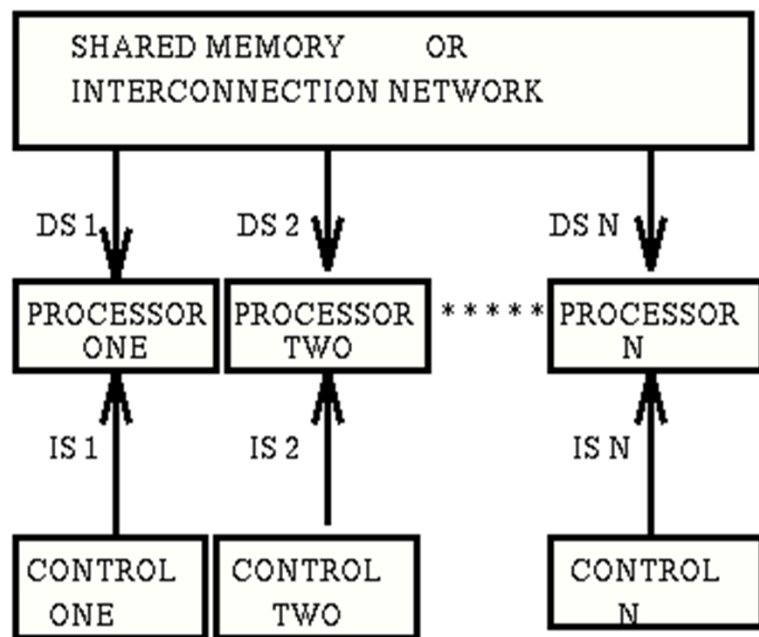 SHARED MEMORY OR
INTERCONNECTION NETWORK
DS 1 DS 2 DS N
PROCESSOR PROCESSOR * * * * * PROCESSOR
ONE TWO N
IS 1 IS 2 IS N
CONTROL CONTROL CONTROL
ONE TWO N